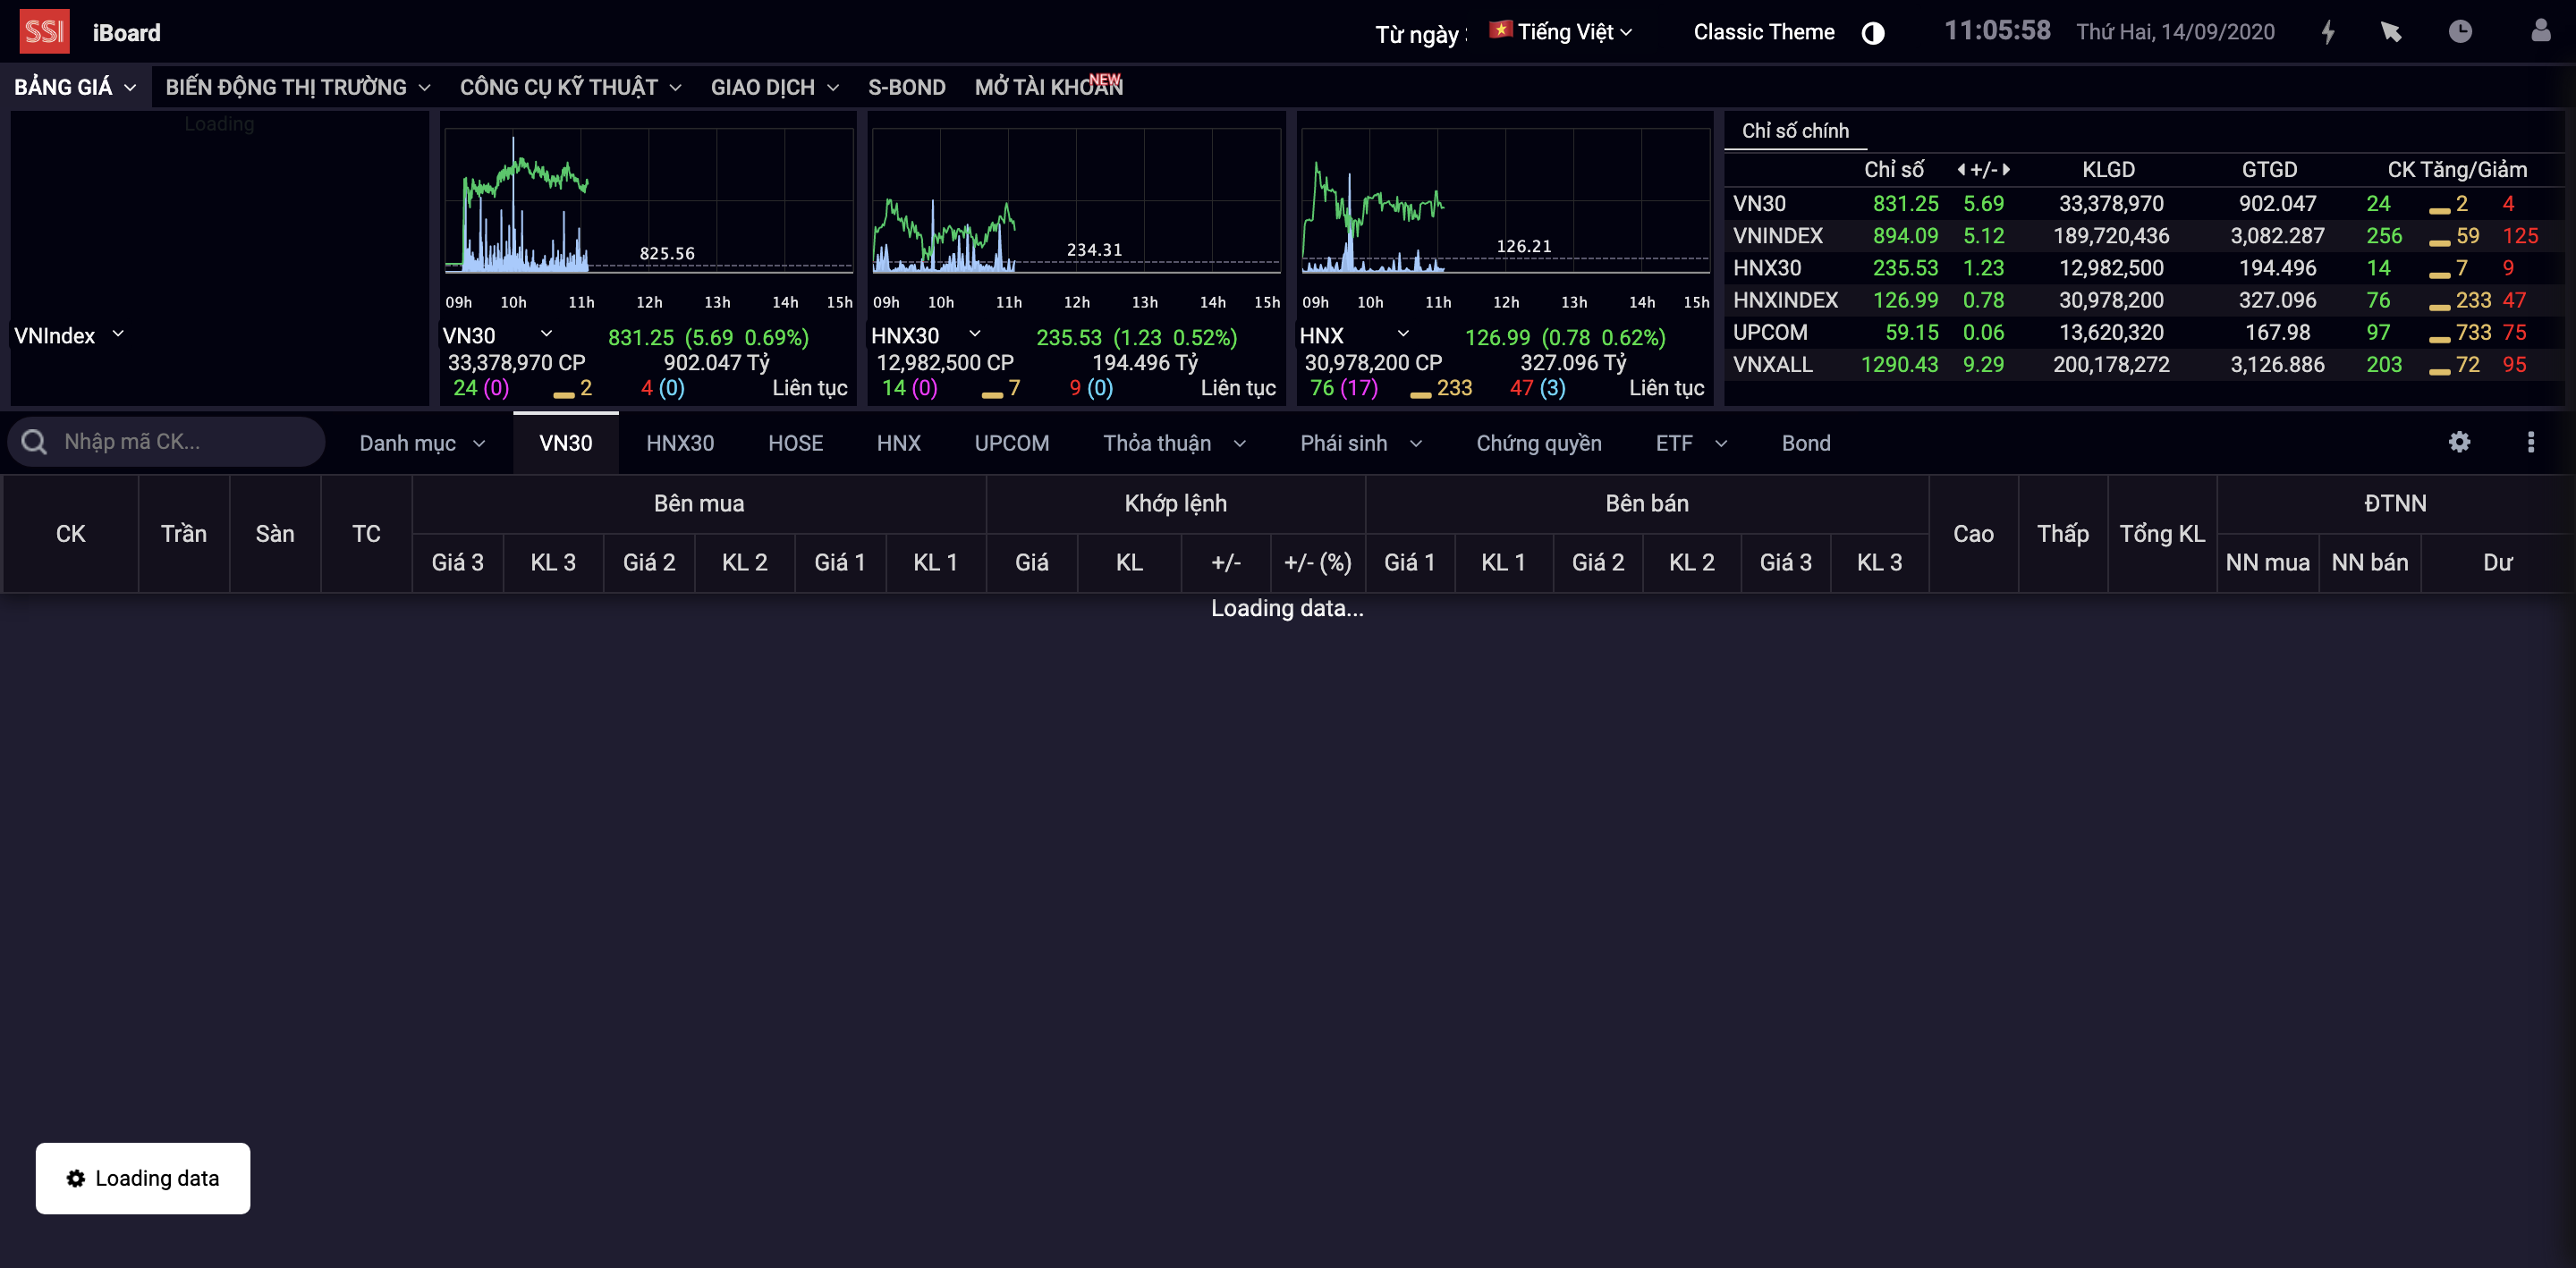 SSI iBoard Từ ngày : Tiếng Việt Classic Theme 11:05:58 Thứ Hai, 14/09/2020
BẢNG GIÁ BIẾN ĐỘNG THỊ TRƯỜNG CÔNG CỤ KỸ THUẬT GIAO DỊCH S-BOND MỞ TÀI KHOẢN NEW
Loading
VNIndex
825.56
09h 10h 11h 12h 13h 14h 15h
VN30 831.25 (5.69 0.69%)
33,378,970 CP 902.047 Tỷ
24 (0) 2 4 (0) Liên tục
234.31
09h 10h 11h 12h 13h 14h 15h
HNX30 235.53 (1.23 0.52%)
12,982,500 CP 194.496 Tỷ
14 (0) 7 9 (0) Liên tục
126.21
09h 10h 11h 12h 13h 14h 15h
HNX 126.99 (0.78 0.62%)
30,978,200 CP 327.096 Tỷ
76 (17) 233 47 (3) Liên tục
Chỉ số chính
Chỉ số +/- KLGD GTGD CK Tăng/Giảm
VN30 831.25 5.69 33,378,970 902.047 24 2 4
VNINDEX 894.09 5.12 189,720,436 3,082.287 256 59 125
HNX30 235.53 1.23 12,982,500 194.496 14 7 9
HNXINDEX 126.99 0.78 30,978,200 327.096 76 233 47
UPCOM 59.15 0.06 13,620,320 167.98 97 733 75
VNXALL 1290.43 9.29 200,178,272 3,126.886 203 72 95
Nhập mã CK... Danh mục VN30 HNX30 HOSE HNX UPCOM Thỏa thuận Phái sinh Chứng quyền ETF Bond
CK Trần Sàn TC Bên mua Khớp lệnh Bên bán Cao Thấp Tổng KL ĐTNN
Giá 3 KL 3 Giá 2 KL 2 Giá 1 KL 1 Giá KL +/- +/- (%) Giá 1 KL 1 Giá 2 KL 2 Giá 3 KL 3 NN mua NN bán Dư
Loading data...
Loading data